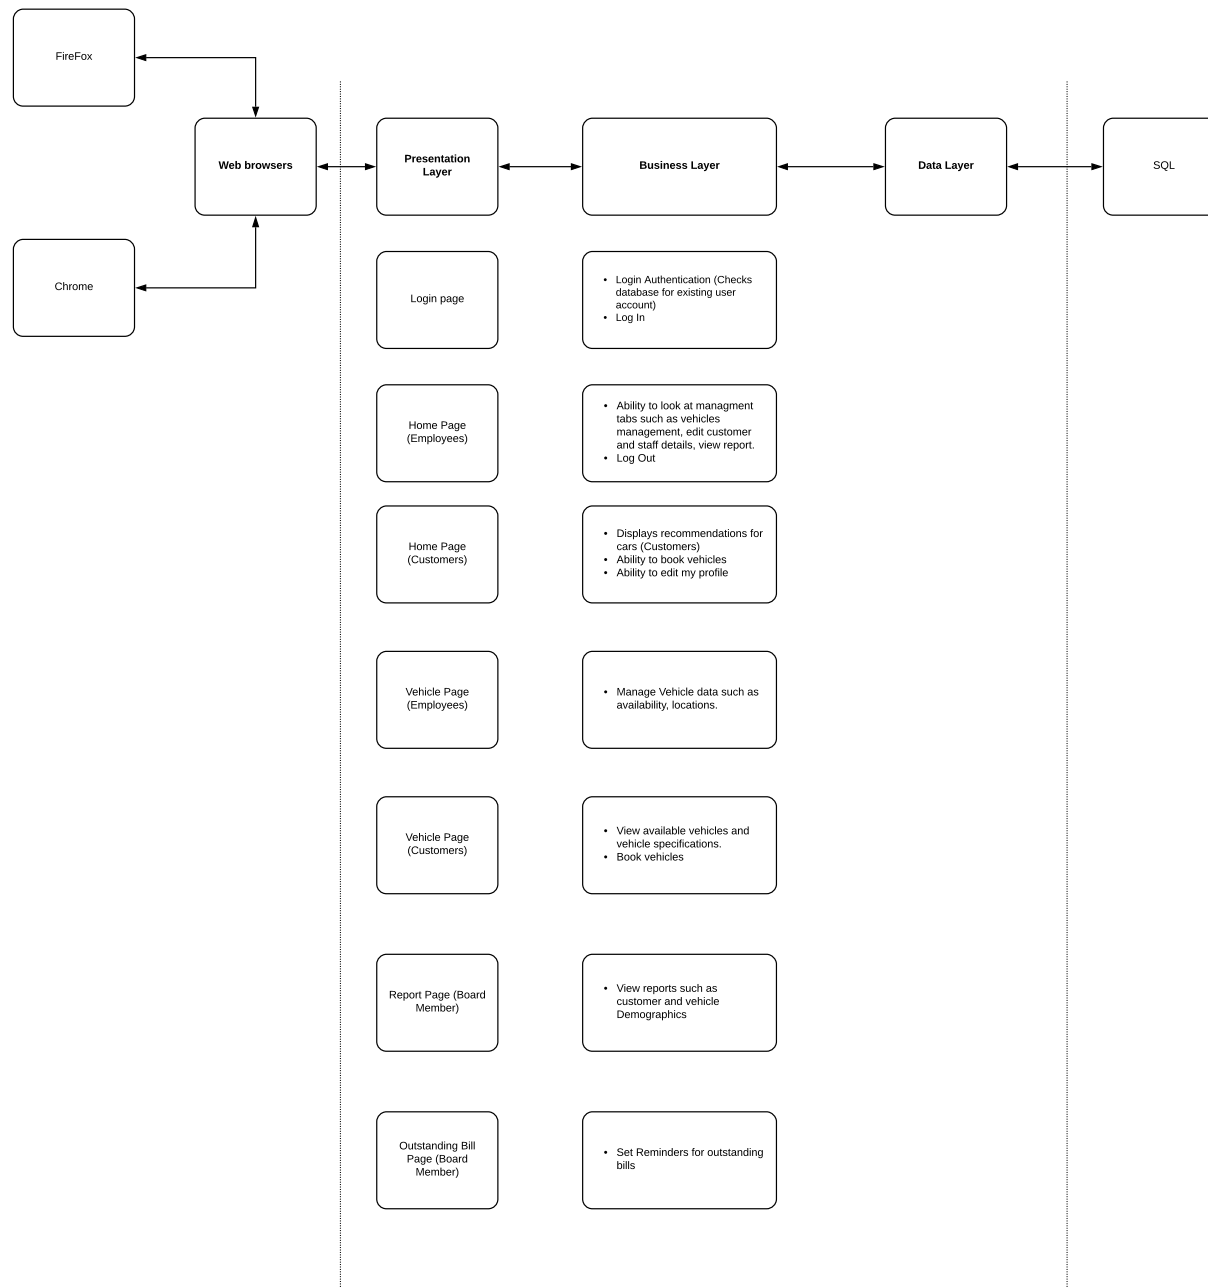 FireFox
Web browsers
Presentation
Layer
Business Layer
Data Layer
SQL
Chrome
Login page
• Login Authentication (Checks
database for existing user
account)
• Log In
Home Page
(Employees)
• Ability to look at managment
tabs such as vehicles
management, edit customer
and staff details, view report.
• Log Out
Home Page
(Customers)
• Displays recommendations for
cars (Customers)
• Ability to book vehicles
• Ability to edit my profile
Vehicle Page
(Employees)
• Manage Vehicle data such as
availability, locations.
Vehicle Page
(Customers)
• View available vehicles and
vehicle specifications.
• Book vehicles
Report Page (Board
Member)
• View reports such as
customer and vehicle
Demographics
Outstanding Bill
Page (Board
Member)
• Set Reminders for outstanding
bills